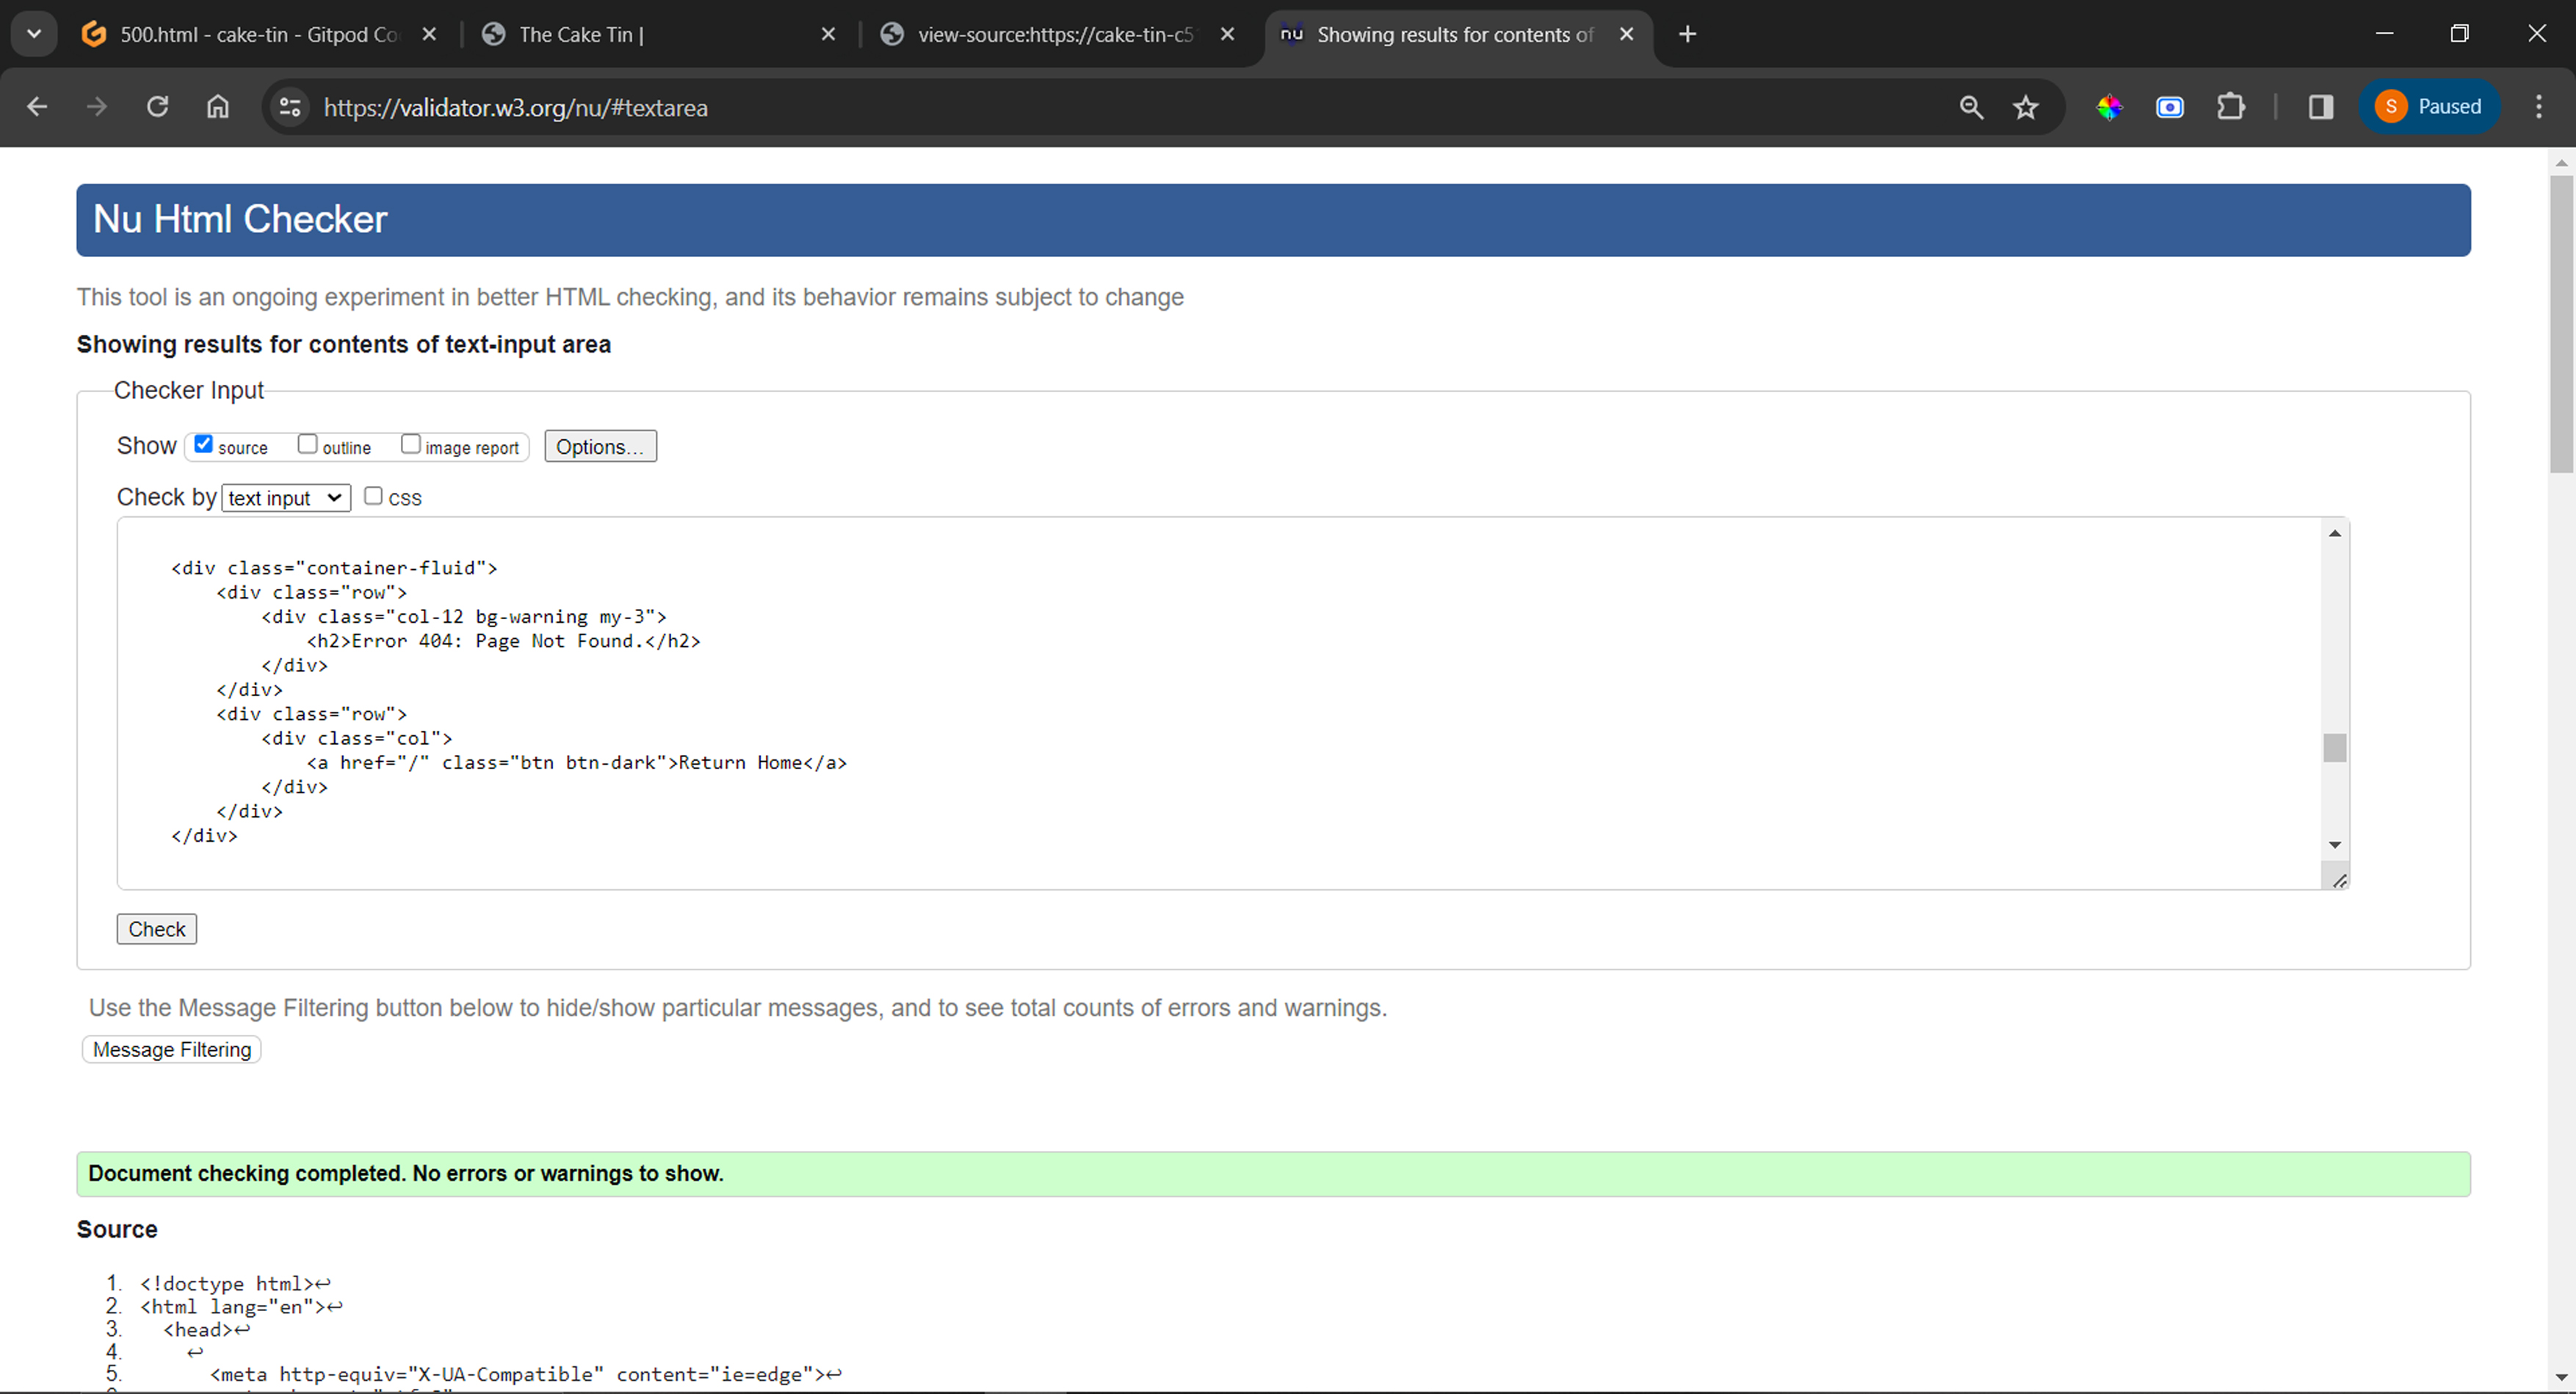 500.html - cake-tin - Gitpod Co
The Cake Tin |
view-source:https://cake-tin-c5
nu Showing results for contents of
https://validator.w3.org/nu/#textarea
S Paused
Nu Html Checker
This tool is an ongoing experiment in better HTML checking, and its behavior remains subject to change
Showing results for contents of text-input area
Checker Input
Show source outline image report Options...
Check by text input css
<div class="container-fluid">
<div class="row">
<div class="col-12 bg-warning my-3">
<h2>Error 404: Page Not Found.</h2>
</div>
</div>
<div class="row">
<div class="col">
<a href="/" class="btn btn-dark">Return Home</a>
</div>
</div>
</div>
Check
Use the Message Filtering button below to hide/show particular messages, and to see total counts of errors and warnings.
Message Filtering
Document checking completed. No errors or warnings to show.
Source
1. <!doctype html>↩
2. <html lang="en">↩
3. <head>↩
4. ↩
5. <meta http-equiv="X-UA-Compatible" content="ie=edge">↩